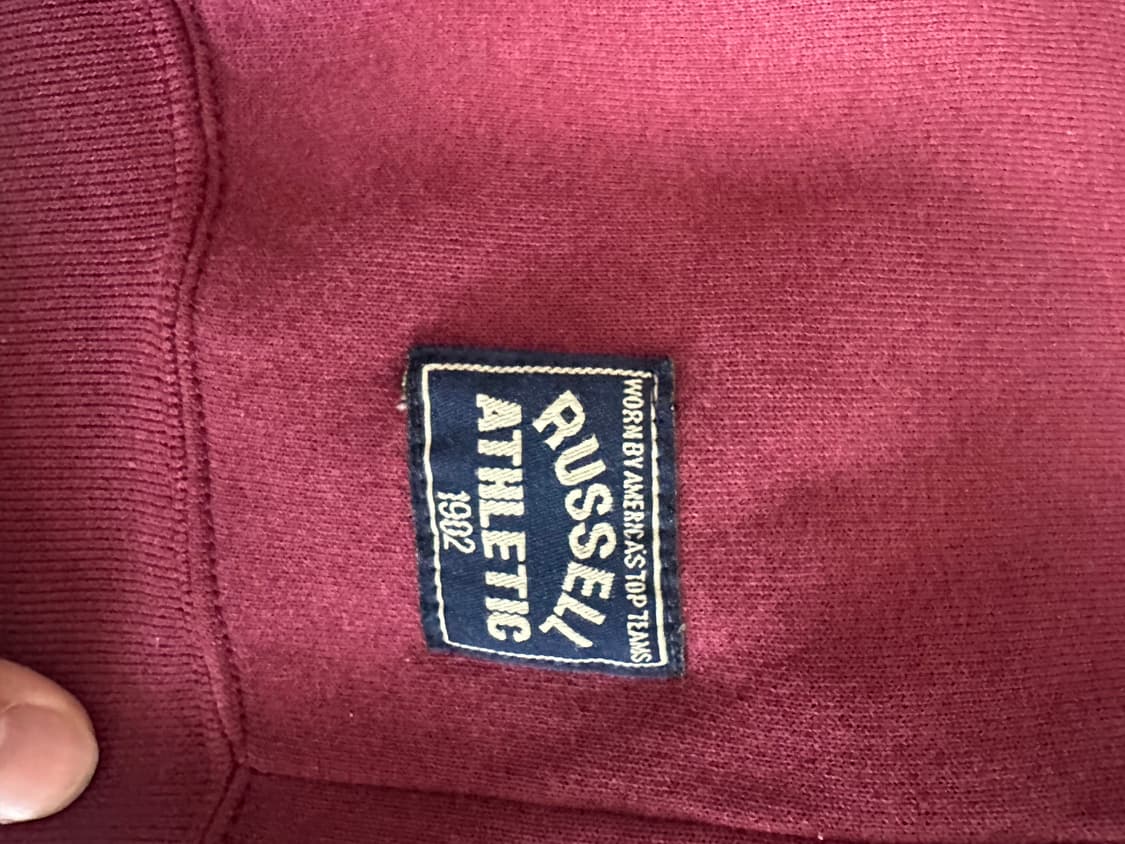 WORN BY AMERICA'S TOP TEAMS
RUSSELL
ATHLETIC
1902